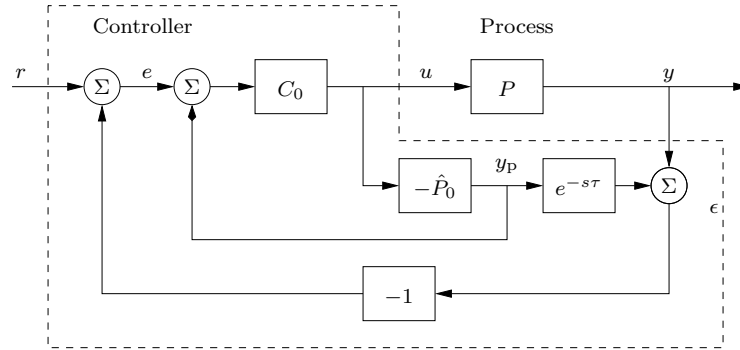 Controller
Process
r
Σ
e
Σ
C₀
u
P
y
−P̂₀
yₚ
e^{−sτ}
Σ
ϵ
−1